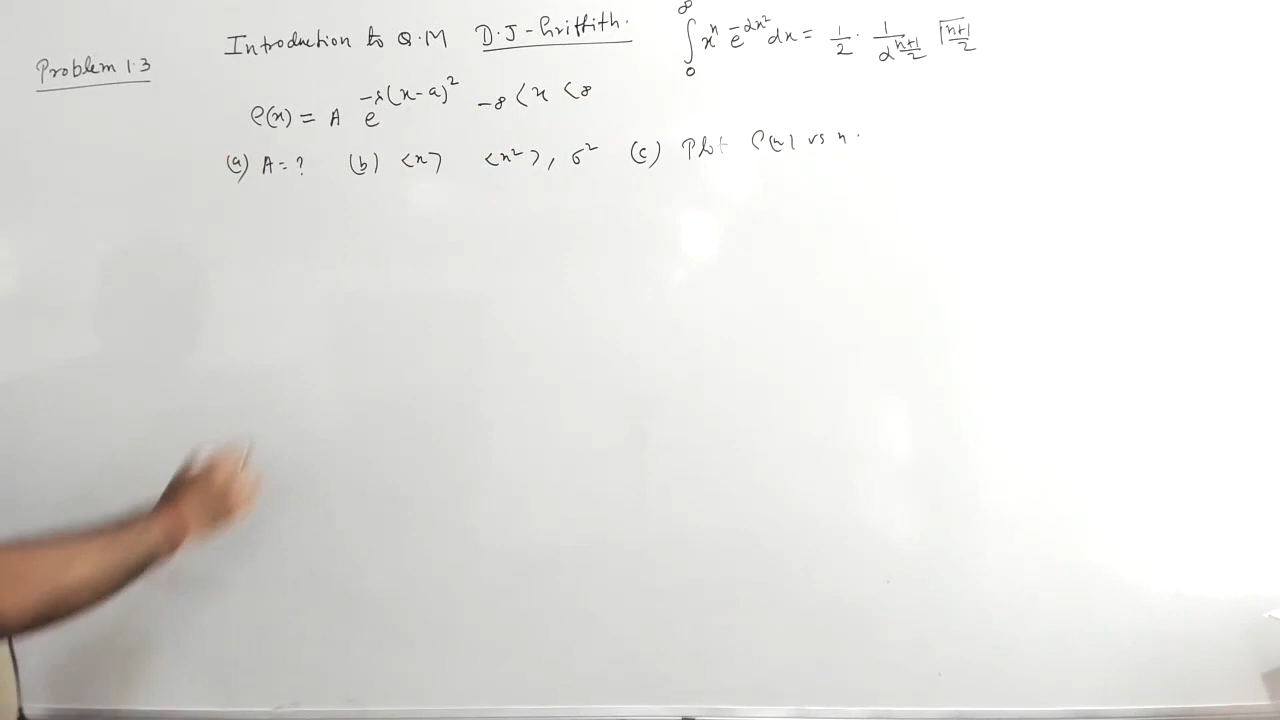 Introduction to Q.M D.J-Griffith. ∫₀^∞ xⁿ e^{-αx²} dx = 1/2 · 1/α^{(n+1)/2} Γ(n+1)/2
Problem 1.3
ρ(x) = A e^{-λ(x-a)²} -∞ < x < ∞
(a) A = ? (b) <x> <x²>, σ² (c) Plot ρ(x) vs x.